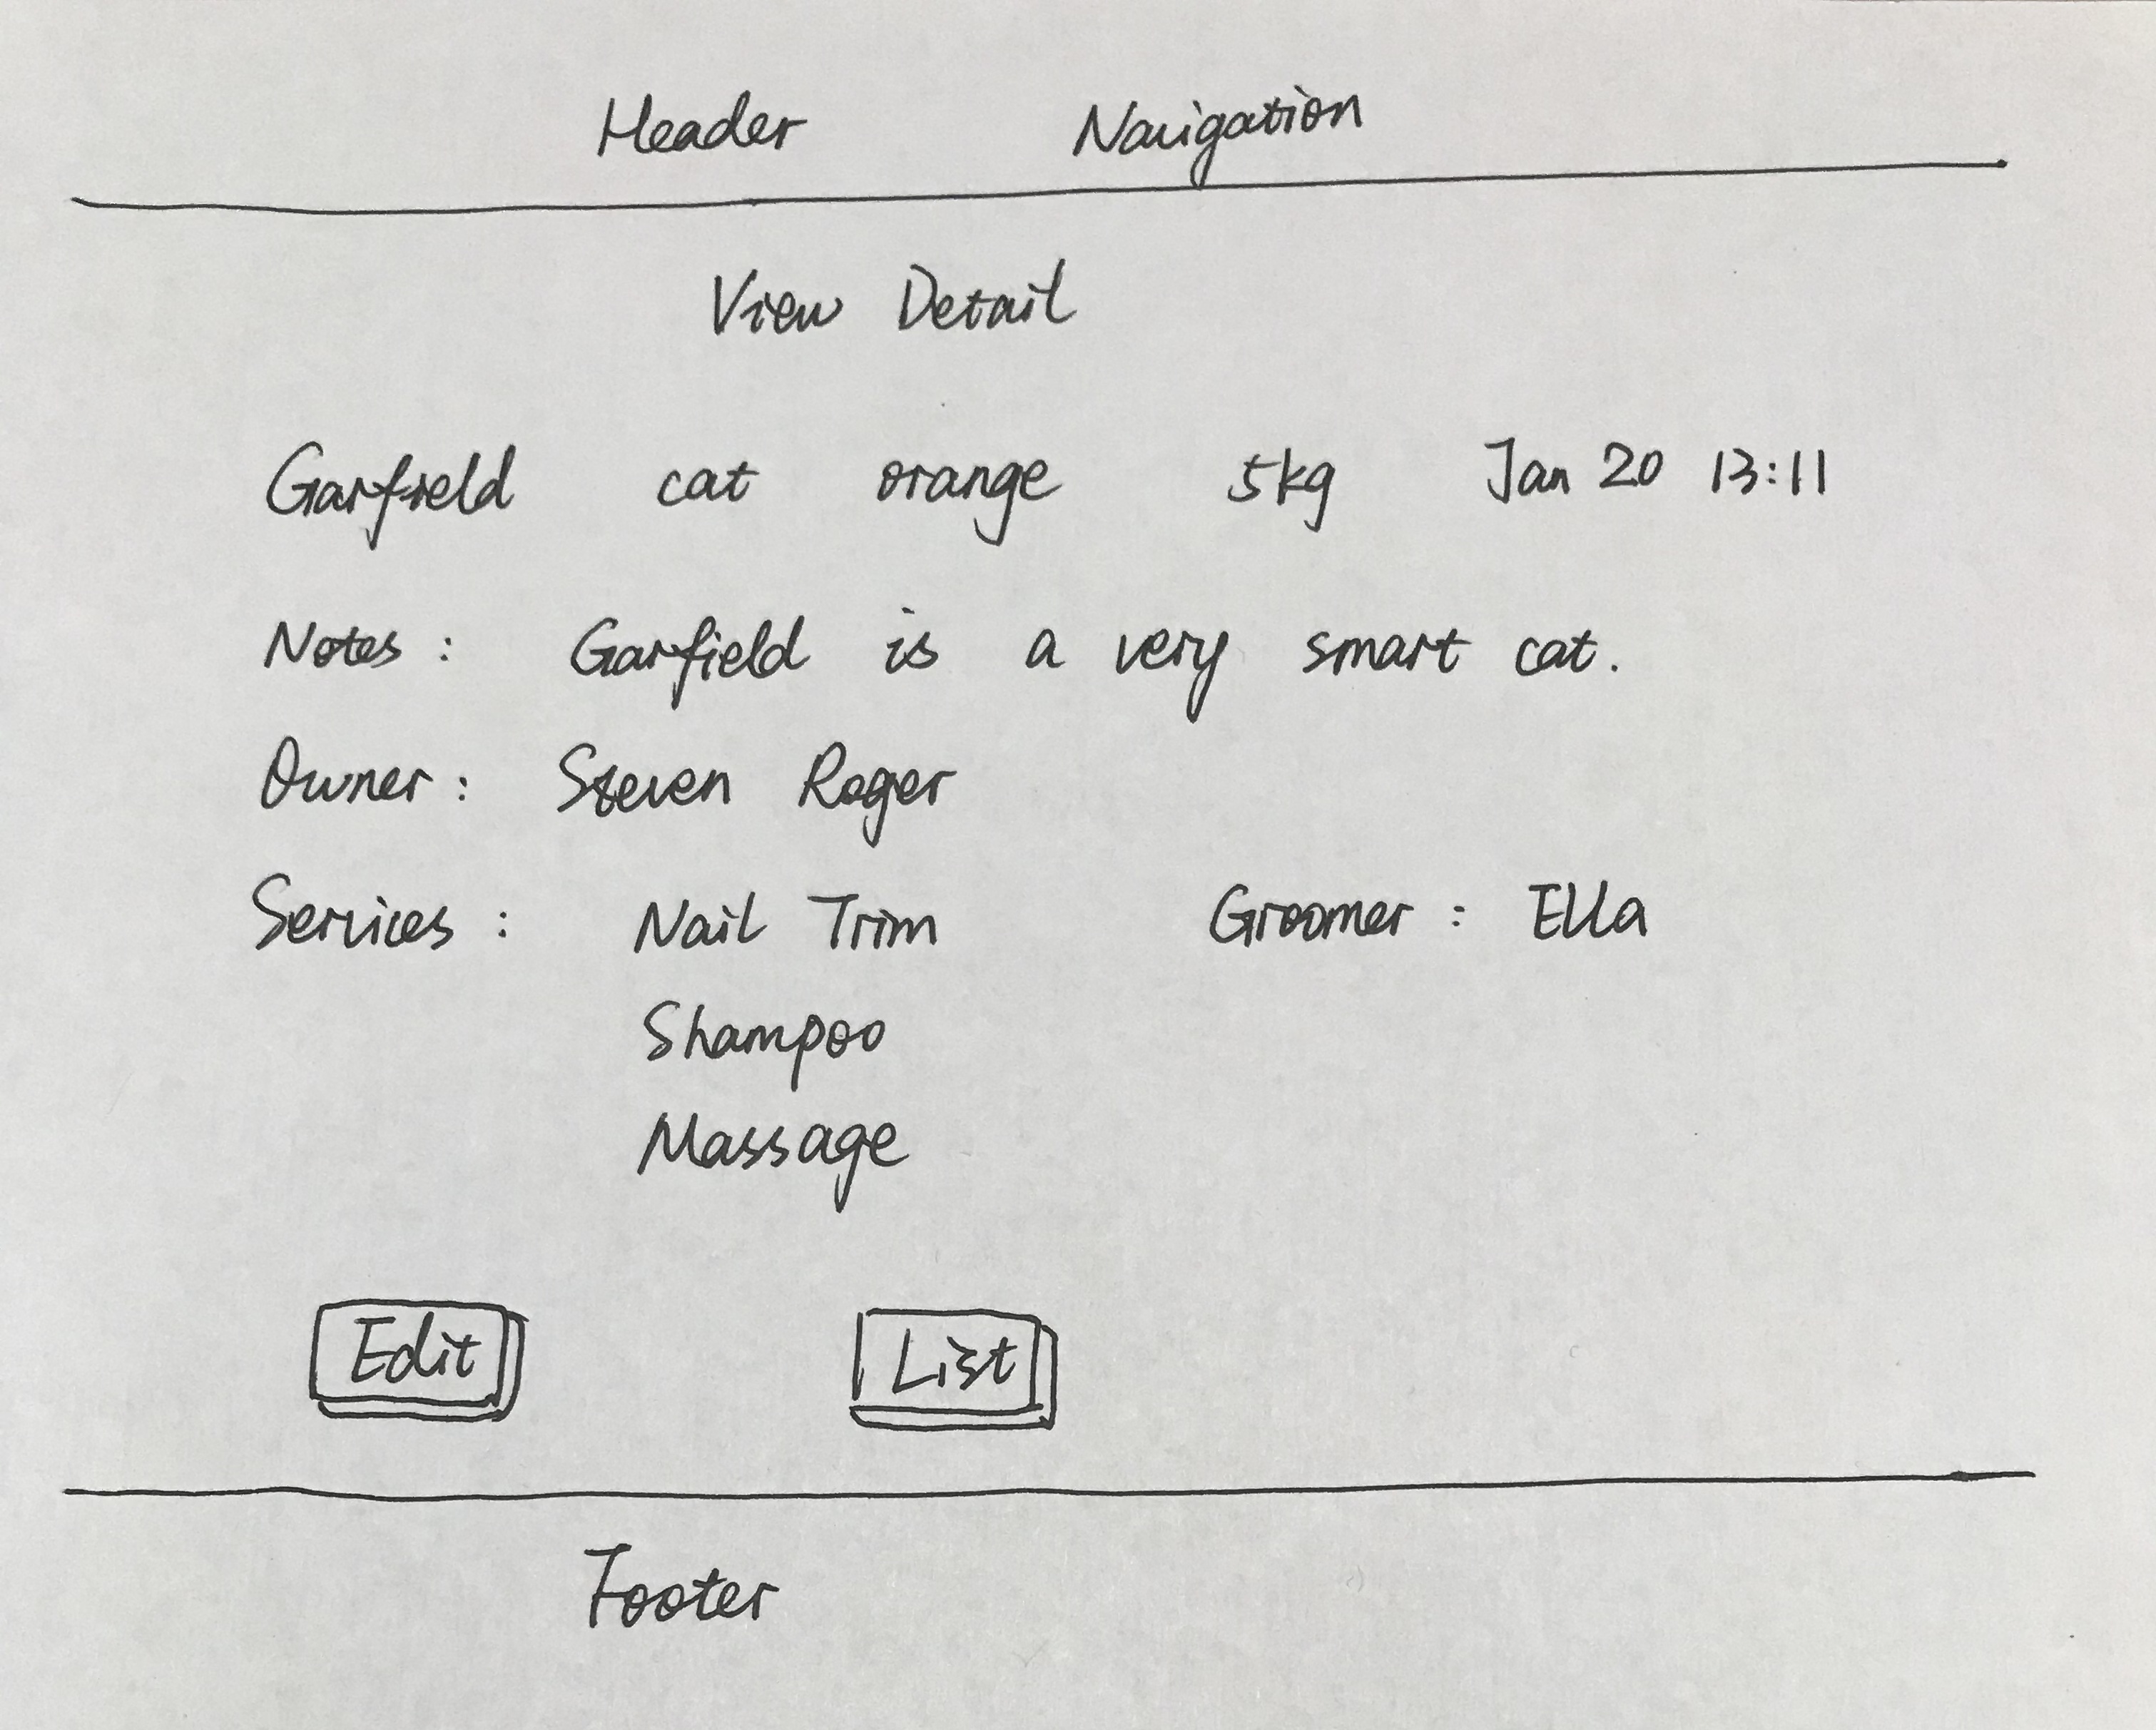 Header Navigation
View Detail
Garfield cat orange 5kg Jan 20 13:11
Notes : Garfield is a very smart cat.
Owner : Steven Roger
Services : Nail Trim Groomer : Ella
Shampoo
Massage
Edit List
Footer